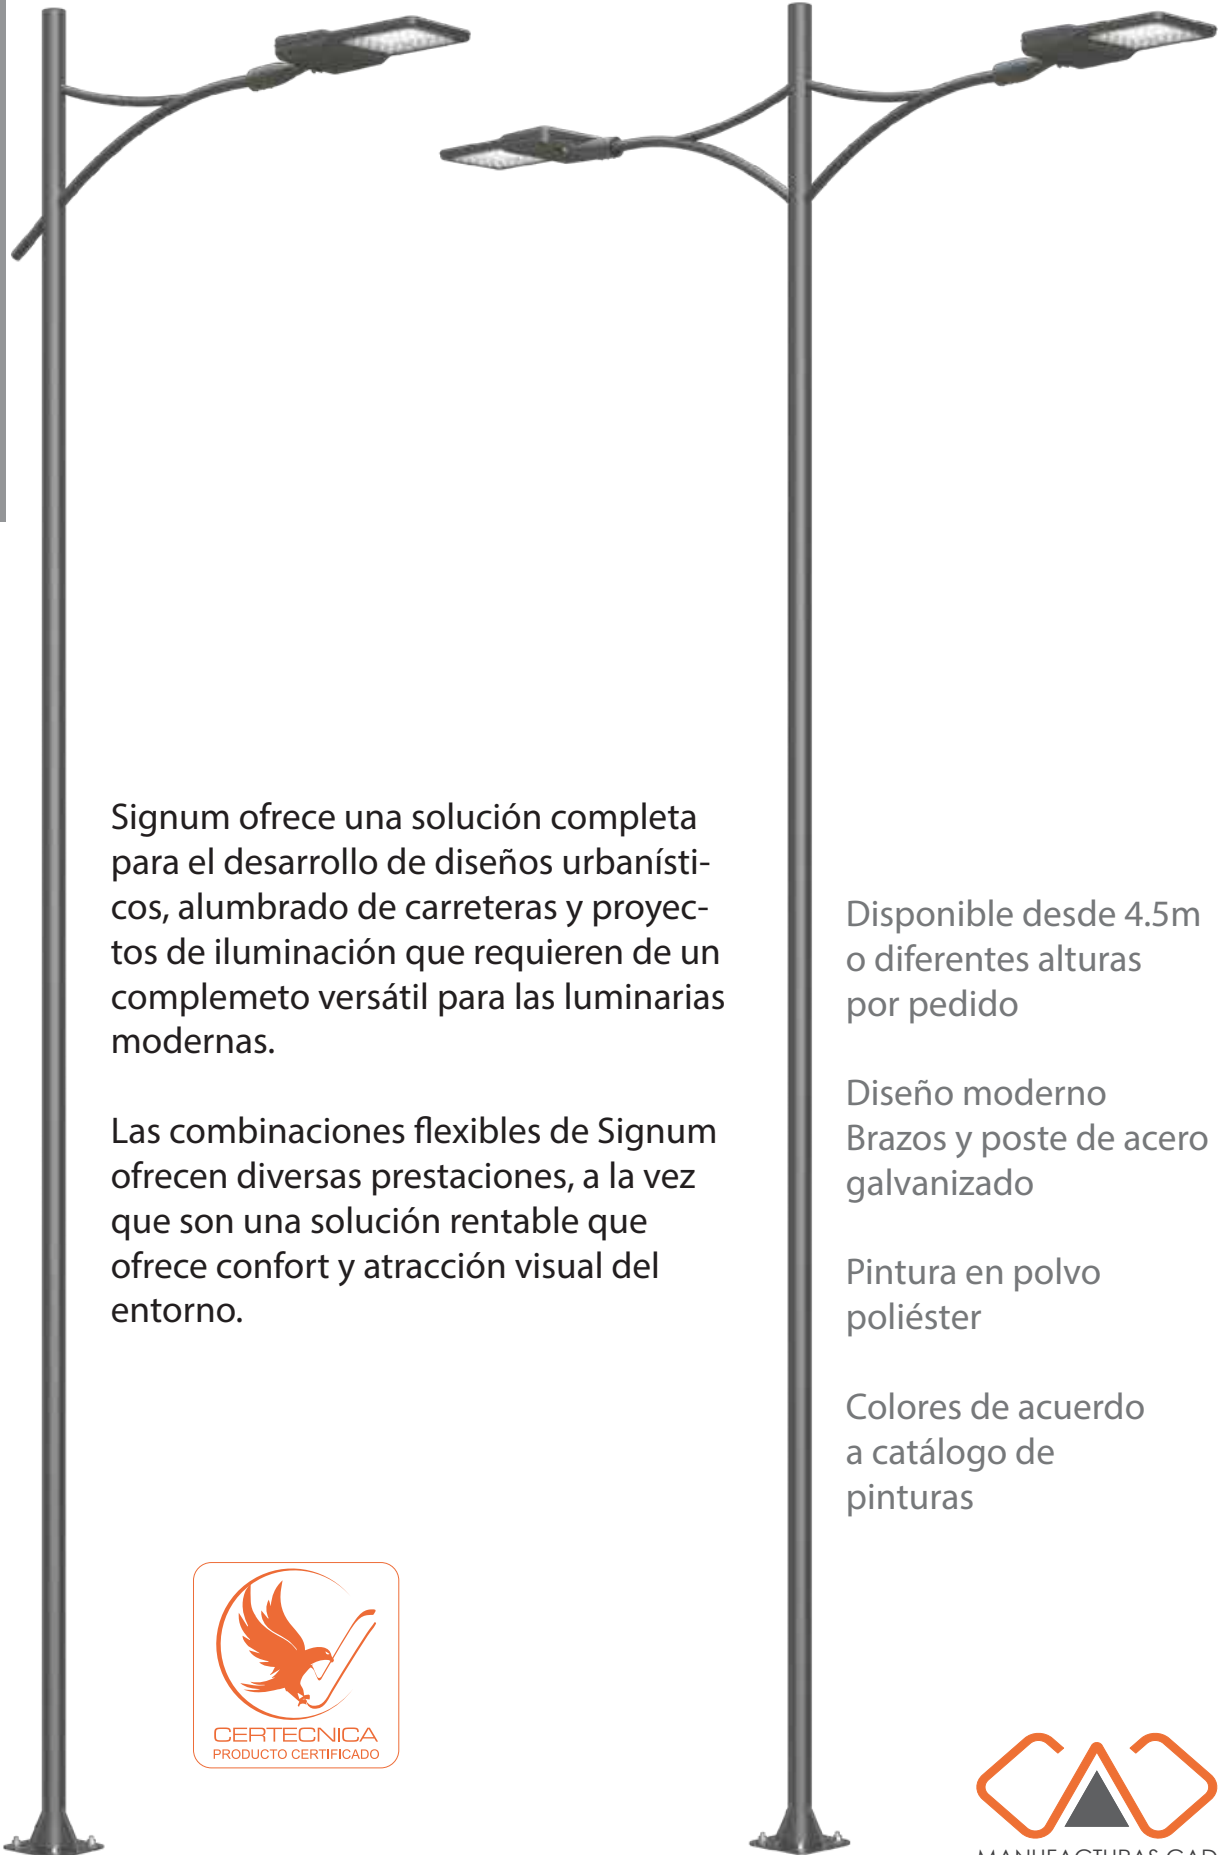 Signum ofrece una solución completa
para el desarrollo de diseños urbanísti-
cos, alumbrado de carreteras y proyec-
tos de iluminación que requieren de un
complemeto versátil para las luminarias
modernas.
Las combinaciones flexibles de Signum
ofrecen diversas prestaciones, a la vez
que son una solución rentable que
ofrece confort y atracción visual del
entorno.
Disponible desde 4.5m
o diferentes alturas
por pedido
Diseño moderno
Brazos y poste de acero
galvanizado
Pintura en polvo
poliéster
Colores de acuerdo
a catálogo de
pinturas
CERTECNICA
PRODUCTO CERTIFICADO
MANUFACTURAS CAD